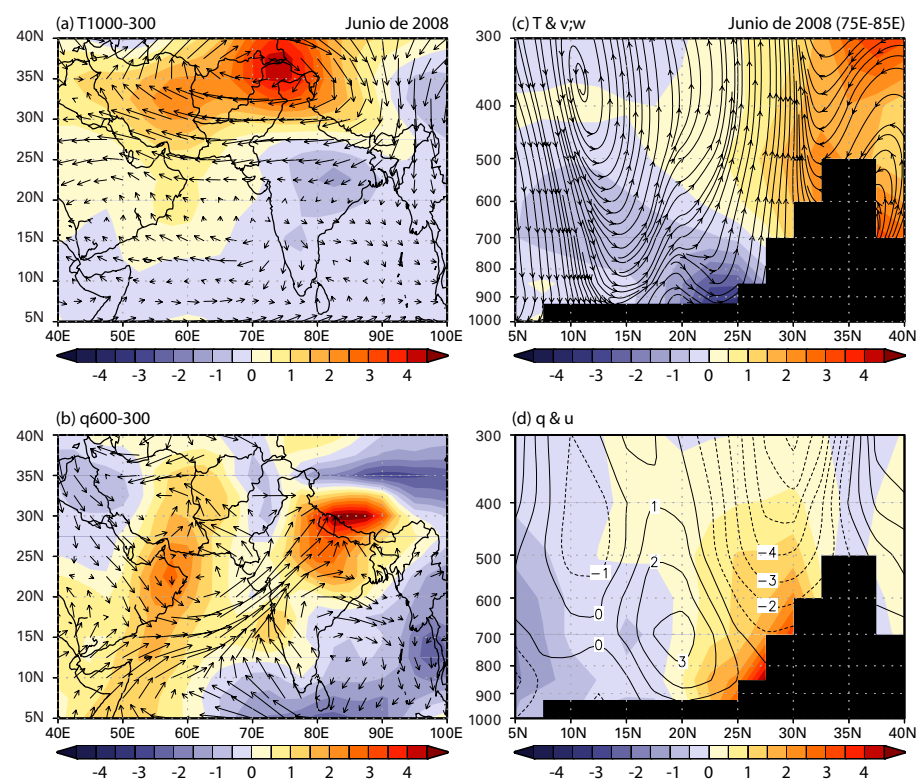 (a) T1000-300 Junio de 2008
40N
35N
30N
25N
20N
15N
10N
5N
40E 50E 60E 70E 80E 90E 100E
-4 -3 -2 -1 0 1 2 3 4
(c) T & v;w Junio de 2008 (75E-85E)
300
400
500
600
700
800
900
1000
5N 10N 15N 20N 25N 30N 35N 40N
-4 -3 -2 -1 0 1 2 3 4
(b) q600-300
40N
35N
30N
25N
20N
15N
10N
5N
40E 50E 60E 70E 80E 90E 100E
-4 -3 -2 -1 0 1 2 3 4
(d) q & u
300
400
500
600
700
800
900
1000
1
−4
2
−1
−3
−2
0
0
3
5N 10N 15N 20N 25N 30N 35N 40N
-4 -3 -2 -1 0 1 2 3 4